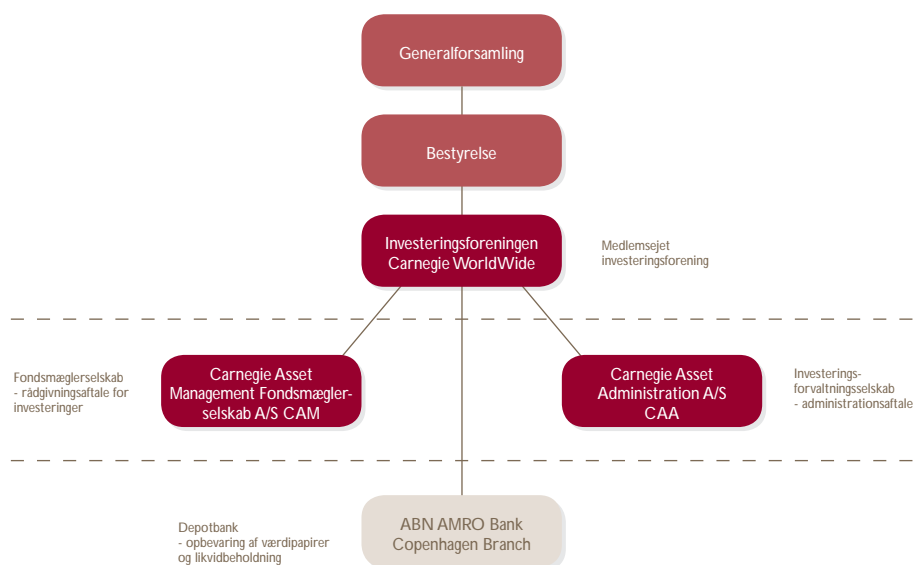 Generalforsamling
Bestyrelse
Investeringsforeningen
Carnegie WorldWide
Medlemsejet
investeringsforening
Fondsmæglerselskab
- rådgivningsaftale for
investeringer
Carnegie Asset
Management Fondsmægler-
selskab A/S CAM
Carnegie Asset
Administration A/S
CAA
Investerings-
forvaltningsselskab
- administrationsaftale
Depotbank
- opbevaring af værdipapirer
og likvidbeholdning
ABN AMRO Bank
Copenhagen Branch